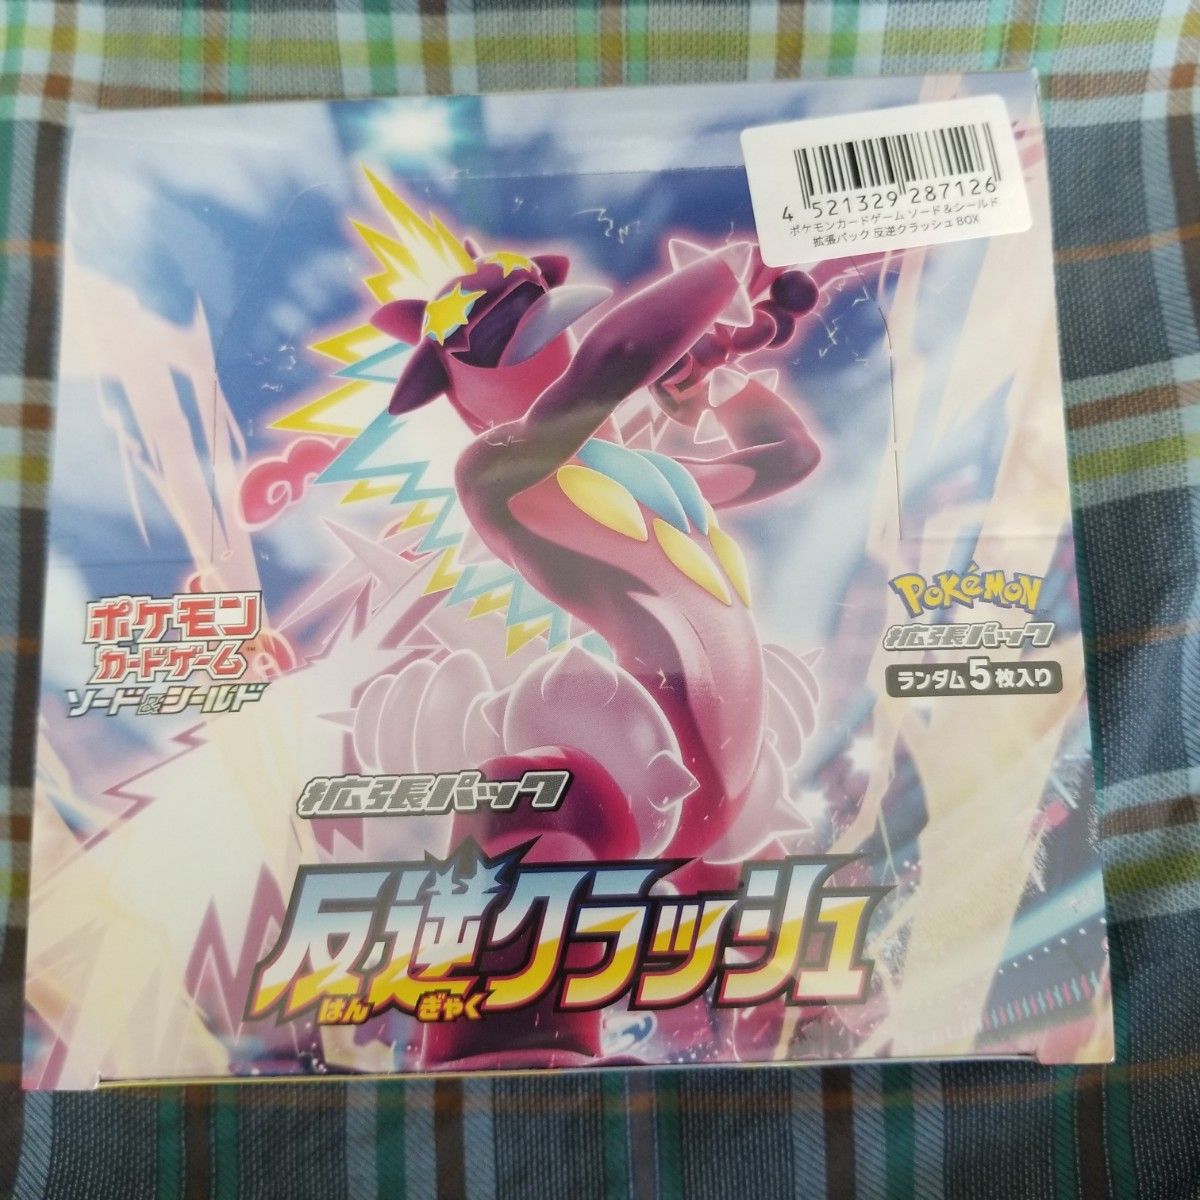 4 521329 287126
ポケモンカードゲーム ソード&シールド
拡張パック 反逆クラッシュ BOX
ポケモン
カードゲーム™
ソード&シールド
POKÉMON
拡張パック
ランダム5枚入り
拡張パック
反逆クラッシュ
はん ぎゃく